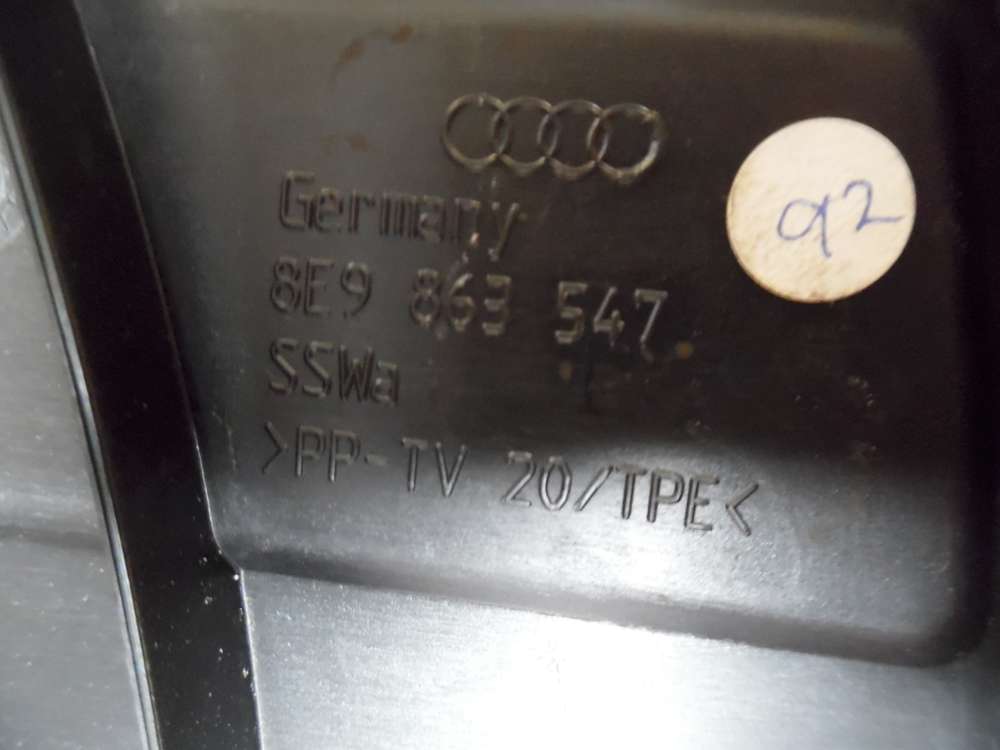 Germany
8E9 863 547
SSWa
>PP-TV 20/TPE<
92